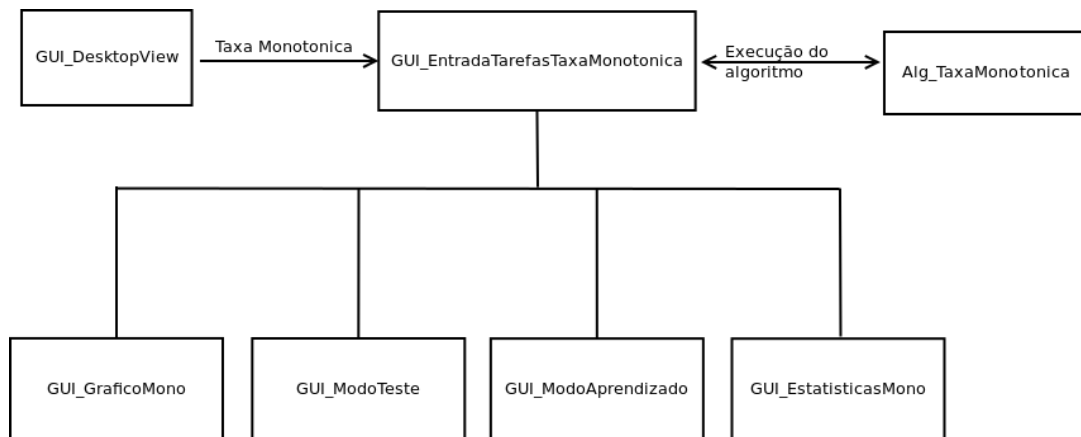 GUI_DesktopView
Taxa Monotonica
GUI_EntradaTarefasTaxaMonotonica
Execução do
algoritmo
Alg_TaxaMonotonica
GUI_GraficoMono
GUI_ModoTeste
GUI_ModoAprendizado
GUI_EstatisticasMono